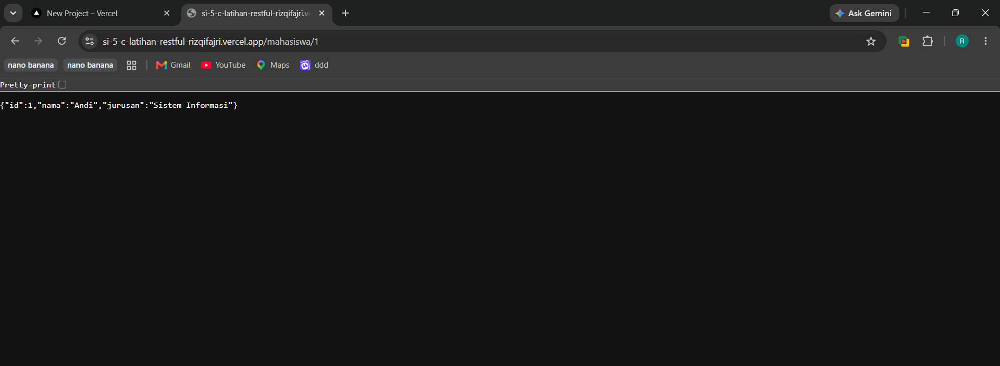 New Project – Vercel
si-5-c-latihan-restful-rizqifajri.ve
Ask Gemini
si-5-c-latihan-restful-rizqifajri.vercel.app/mahasiswa/1
R
nano banana nano banana Gmail YouTube Maps ddd
Pretty-print
{"id":1,"nama":"Andi","jurusan":"Sistem Informasi"}